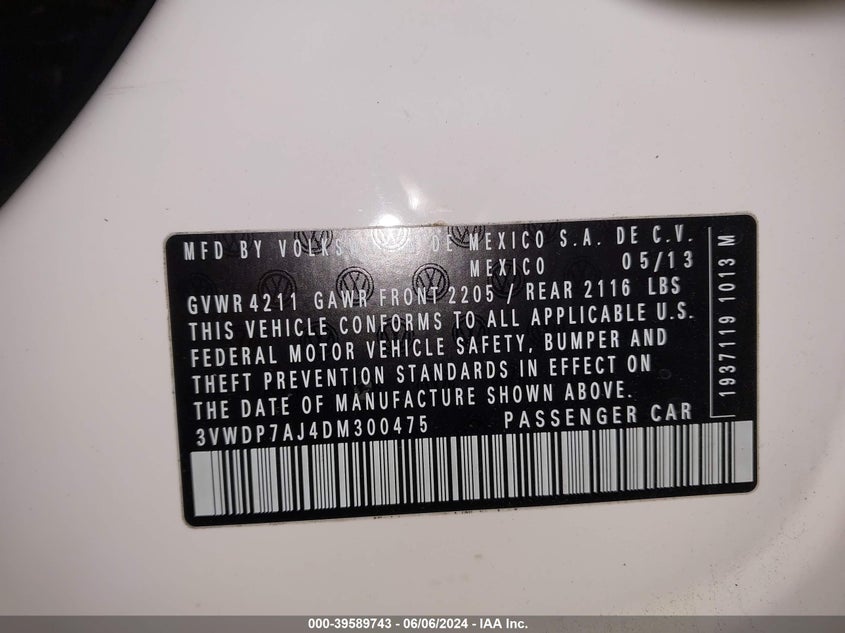 MFD BY VOLKS DE MEXICO S.A. DE C.V.
MEXICO 05/13
GVWR 4211 GAWR FRONT 2205 / REAR 2116 LBS
THIS VEHICLE CONFORMS TO ALL APPLICABLE U.S.
FEDERAL MOTOR VEHICLE SAFETY, BUMPER AND
THEFT PREVENTION STANDARDS IN EFFECT ON
THE DATE OF MANUFACTURE SHOWN ABOVE.
3VWDP7AJ4DM300475 PASSENGER CAR
1937119 1013 M
000-39589743 - 06/06/2024 - IAA Inc.